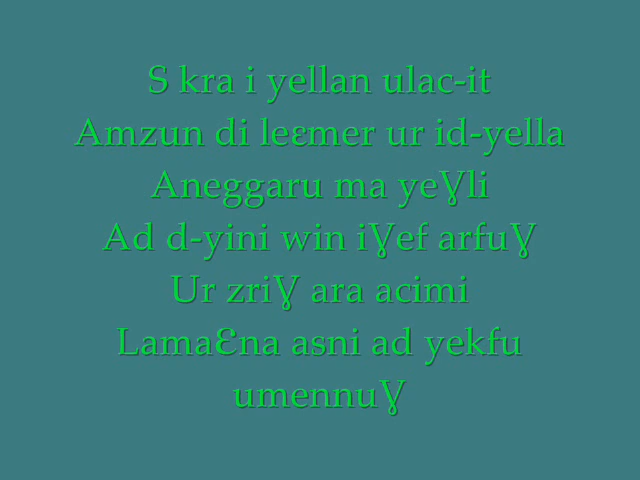 S kra i yellan ulac-it
Amzun di leɛmer ur id-yella
Aneggaru ma yeƔli
Ad d-yini win iƔef arfuƔ
Ur zriƔ ara acimi
LamaƐna asni ad yekfu
umennuƔ